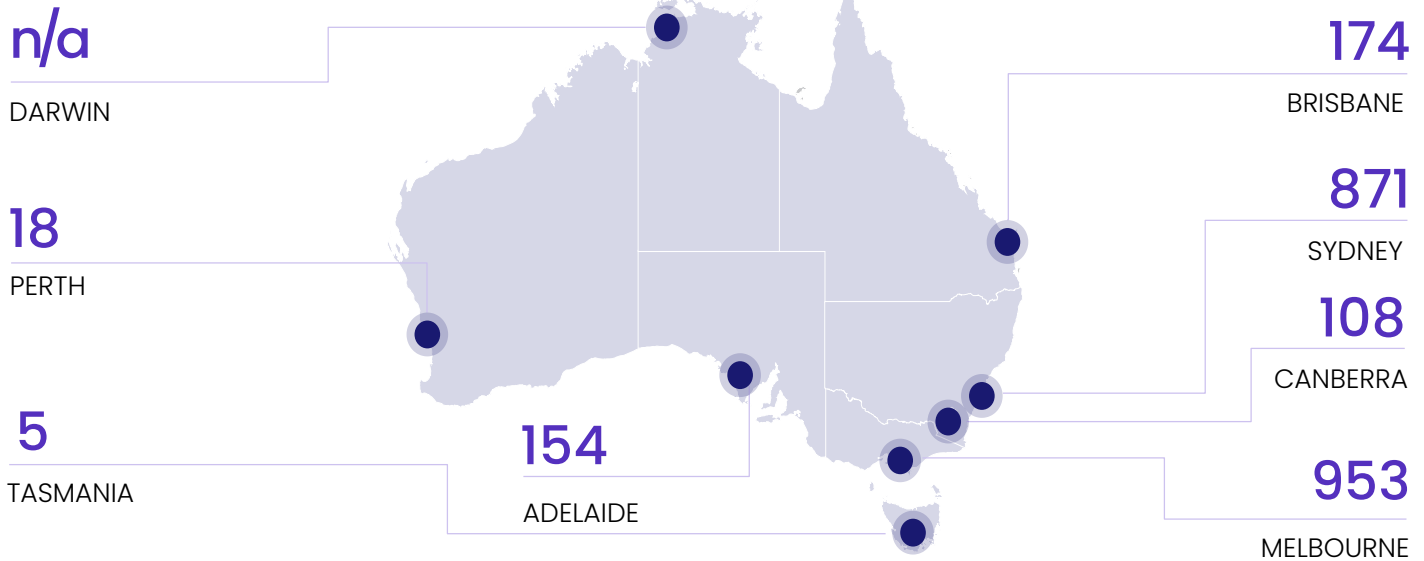 n/a
DARWIN
18
PERTH
5
TASMANIA
154
ADELAIDE
174
BRISBANE
871
SYDNEY
108
CANBERRA
953
MELBOURNE